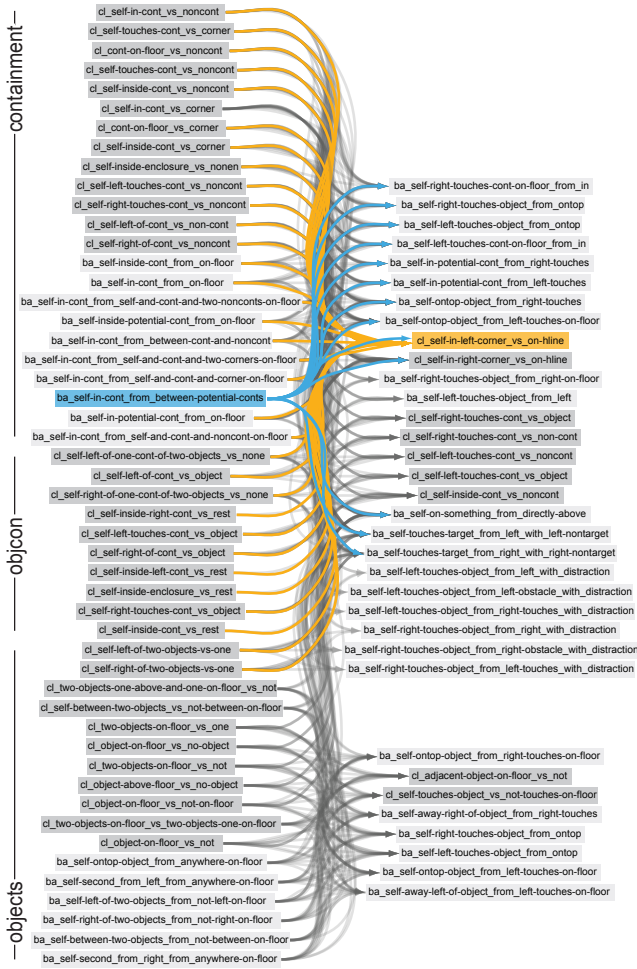 containment
cl_self-in-cont_vs_noncont
cl_self-touches-cont_vs_corner
cl_cont-on-floor_vs_noncont
cl_self-touches-cont_vs_noncont
cl_self-inside-cont_vs_noncont
cl_self-in-cont_vs_corner
cl_cont-on-floor_vs_corner
cl_self-inside-cont_vs_corner
cl_self-inside-enclosure_vs_nonen
cl_self-left-touches-cont_vs_noncont
cl_self-right-touches-cont_vs_noncont
cl_self-left-of-cont_vs_non-cont
cl_self-right-of-cont_vs_noncont
ba_self-inside-cont_from_on-floor
ba_self-in-cont_from_on-floor
ba_self-in-cont_from_self-and-cont-and-two-nonconts-on-floor
ba_self-inside-potential-cont_from_on-floor
ba_self-in-cont_from_between-cont-and-noncont
ba_self-in-cont_from_self-and-cont-and-two-corners-on-floor
ba_self-in-cont_from_self-and-cont-and-corner-on-floor
ba_self-in-cont_from_between-potential-conts
ba_self-in-potential-cont_from_on-floor
ba_self-in-cont_from_self-and-cont-and-noncont-on-floor
objcon
cl_self-left-of-one-cont-of-two-objects_vs_none
cl_self-left-of-cont_vs_object
cl_self-right-of-one-cont-of-two-objects_vs_none
cl_self-inside-right-cont_vs_rest
cl_self-left-touches-cont_vs_object
cl_self-right-of-cont_vs_object
cl_self-inside-left-cont_vs_rest
cl_self-inside-enclosure_vs_rest
cl_self-right-touches-cont_vs_object
cl_self-inside-cont_vs_rest
objects
cl_self-left-of-two-objects-vs-one
cl_self-right-of-two-objects-vs-one
cl_two-objects-one-above-and-one-on-floor_vs_not
cl_self-between-two-objects_vs_not-between-on-floor
cl_two-objects-on-floor_vs_one
cl_object-on-floor_vs_no-object
cl_two-objects-on-floor_vs_not
cl_object-above-floor_vs_no-object
cl_object-on-floor_vs_not-on-floor
cl_two-objects-on-floor_vs_two-objects-one-on-floor
cl_object-on-floor_vs_not
ba_self-ontop-object_from_anywhere-on-floor
ba_self-second_from_left_from_anywhere-on-floor
ba_self-left-of-two-objects_from_not-left-on-floor
ba_self-right-of-two-objects_from_not-right-on-floor
ba_self-between-two-objects_from_not-between-on-floor
ba_self-second_from_right_from_anywhere-on-floor
ba_self-right-touches-cont-on-floor_from_in
ba_self-right-touches-object_from_ontop
ba_self-left-touches-object_from_ontop
ba_self-left-touches-cont-on-floor_from_in
ba_self-in-potential-cont_from_right-touches
ba_self-in-potential-cont_from_left-touches
ba_self-ontop-object_from_right-touches
ba_self-ontop-object_from_left-touches-on-floor
cl_self-in-left-corner_vs_on-hline
cl_self-in-right-corner_vs_on-hline
ba_self-right-touches-object_from_right-on-floor
ba_self-left-touches-object_from_left
cl_self-right-touches-cont_vs_object
cl_self-right-touches-cont_vs_non-cont
cl_self-left-touches-cont_vs_noncont
cl_self-left-touches-cont_vs_object
cl_self-inside-cont_vs_noncont
ba_self-on-something_from_directly-above
ba_self-touches-target_from_left_with_left-nontarget
ba_self-touches-target_from_right_with_right-nontarget
ba_self-left-touches-object_from_left_with_distraction
ba_self-left-touches-object_from_left-obstacle_with_distraction
ba_self-left-touches-object_from_right-touches_with_distraction
ba_self-right-touches-object_from_right_with_distraction
ba_self-right-touches-object_from_right-obstacle_with_distraction
ba_self-right-touches-object_from_left-touches_with_distraction
ba_self-ontop-object_from_right-touches-on-floor
cl_adjacent-object-on-floor_vs_not
cl_self-touches-object_vs_not-touches-on-floor
ba_self-away-right-of-object_from_right-touches
ba_self-right-touches-object_from_ontop
ba_self-left-touches-object_from_ontop
ba_self-ontop-object_from_left-touches-on-floor
ba_self-away-left-of-object_from_left-touches-on-floor